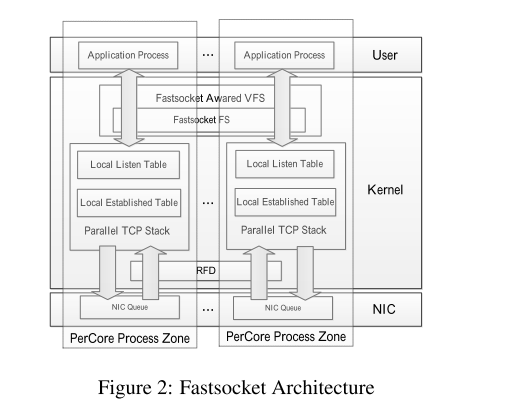 Application Process
...
Application Process
User
Fastsocket Awared VFS
Fastsocket FS
Local Listen Table
Local Established Table
Parallel TCP Stack
...
Local Listen Table
Local Established Table
Parallel TCP Stack
Kernel
RFD
NIC Queue
...
NIC Queue
NIC
PerCore Process Zone
PerCore Process Zone
Figure 2: Fastsocket Architecture